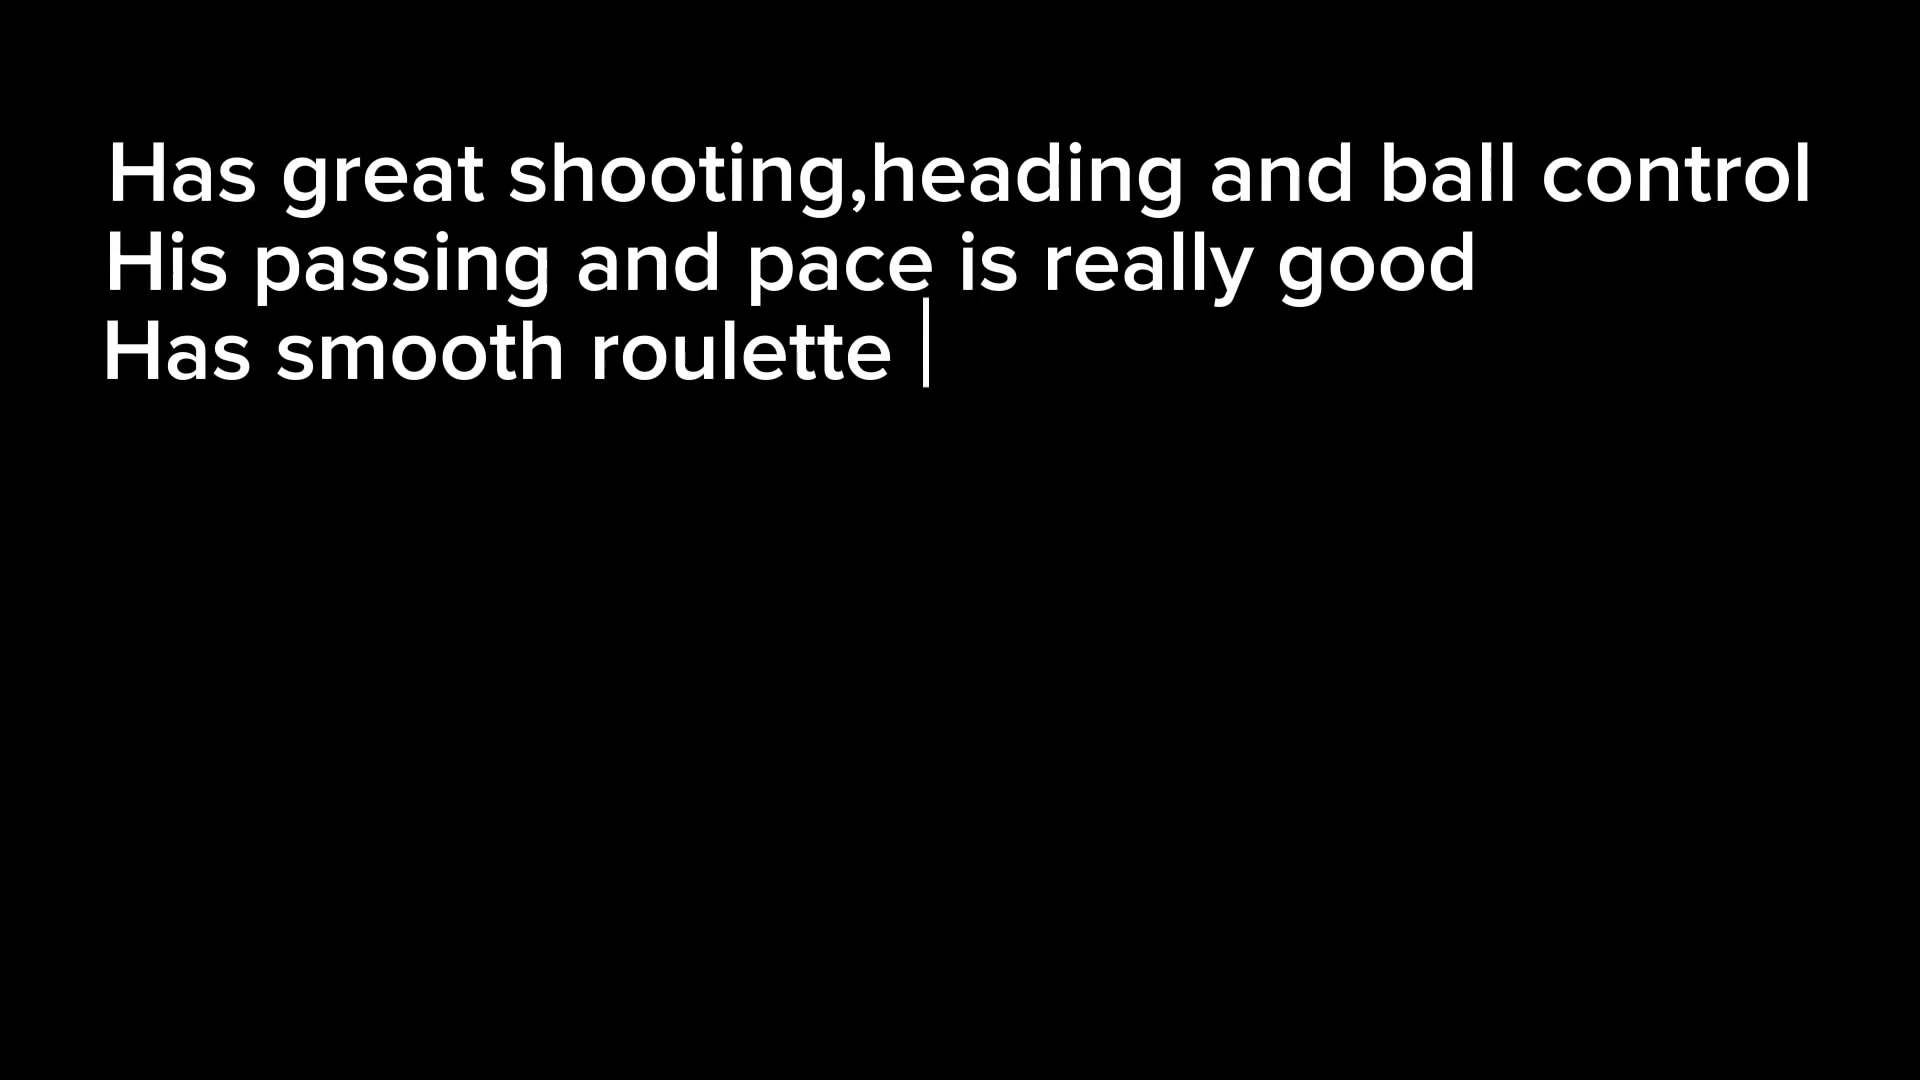 Has great shooting,heading and ball control
His passing and pace is really good
Has smooth roulette